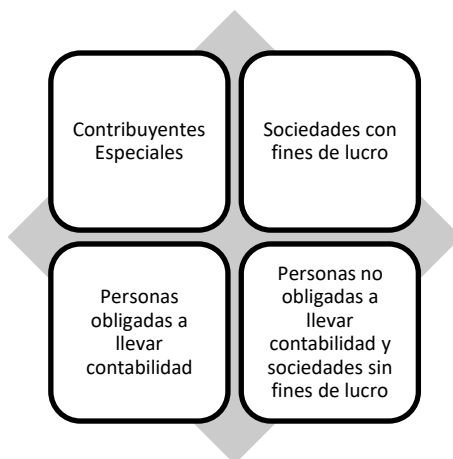 Contribuyentes
Especiales
Sociedades con
fines de lucro
Personas
obligadas a
llevar
contabilidad
Personas no
obligadas a
llevar
contabilidad y
sociedades sin
fines de lucro